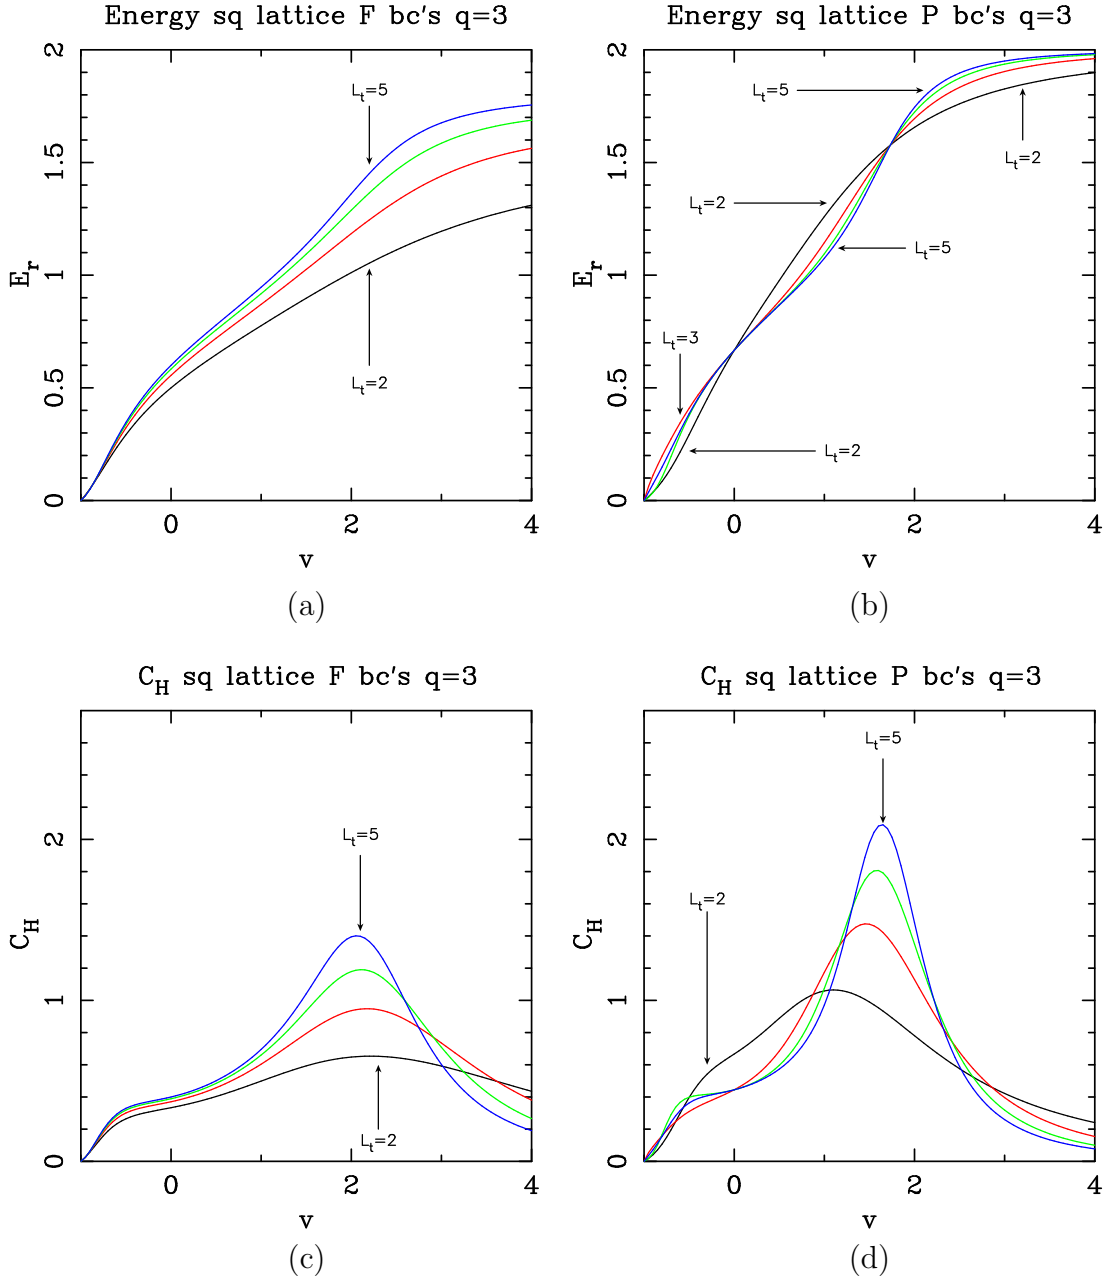 Energy sq lattice F bc's q=3
2
1.5
1
0.5
0
E_r
L_t=5
L_t=2
0 2 4
v
(a)
Energy sq lattice P bc's q=3
2
1.5
1
0.5
0
E_r
L_t=5
L_t=2
L_t=2
L_t=5
L_t=3
L_t=2
0 2 4
v
(b)
C_H sq lattice F bc's q=3
2
1
0
C_H
L_t=5
L_t=2
0 2 4
v
(c)
C_H sq lattice P bc's q=3
2
1
0
C_H
L_t=5
L_t=2
0 2 4
v
(d)